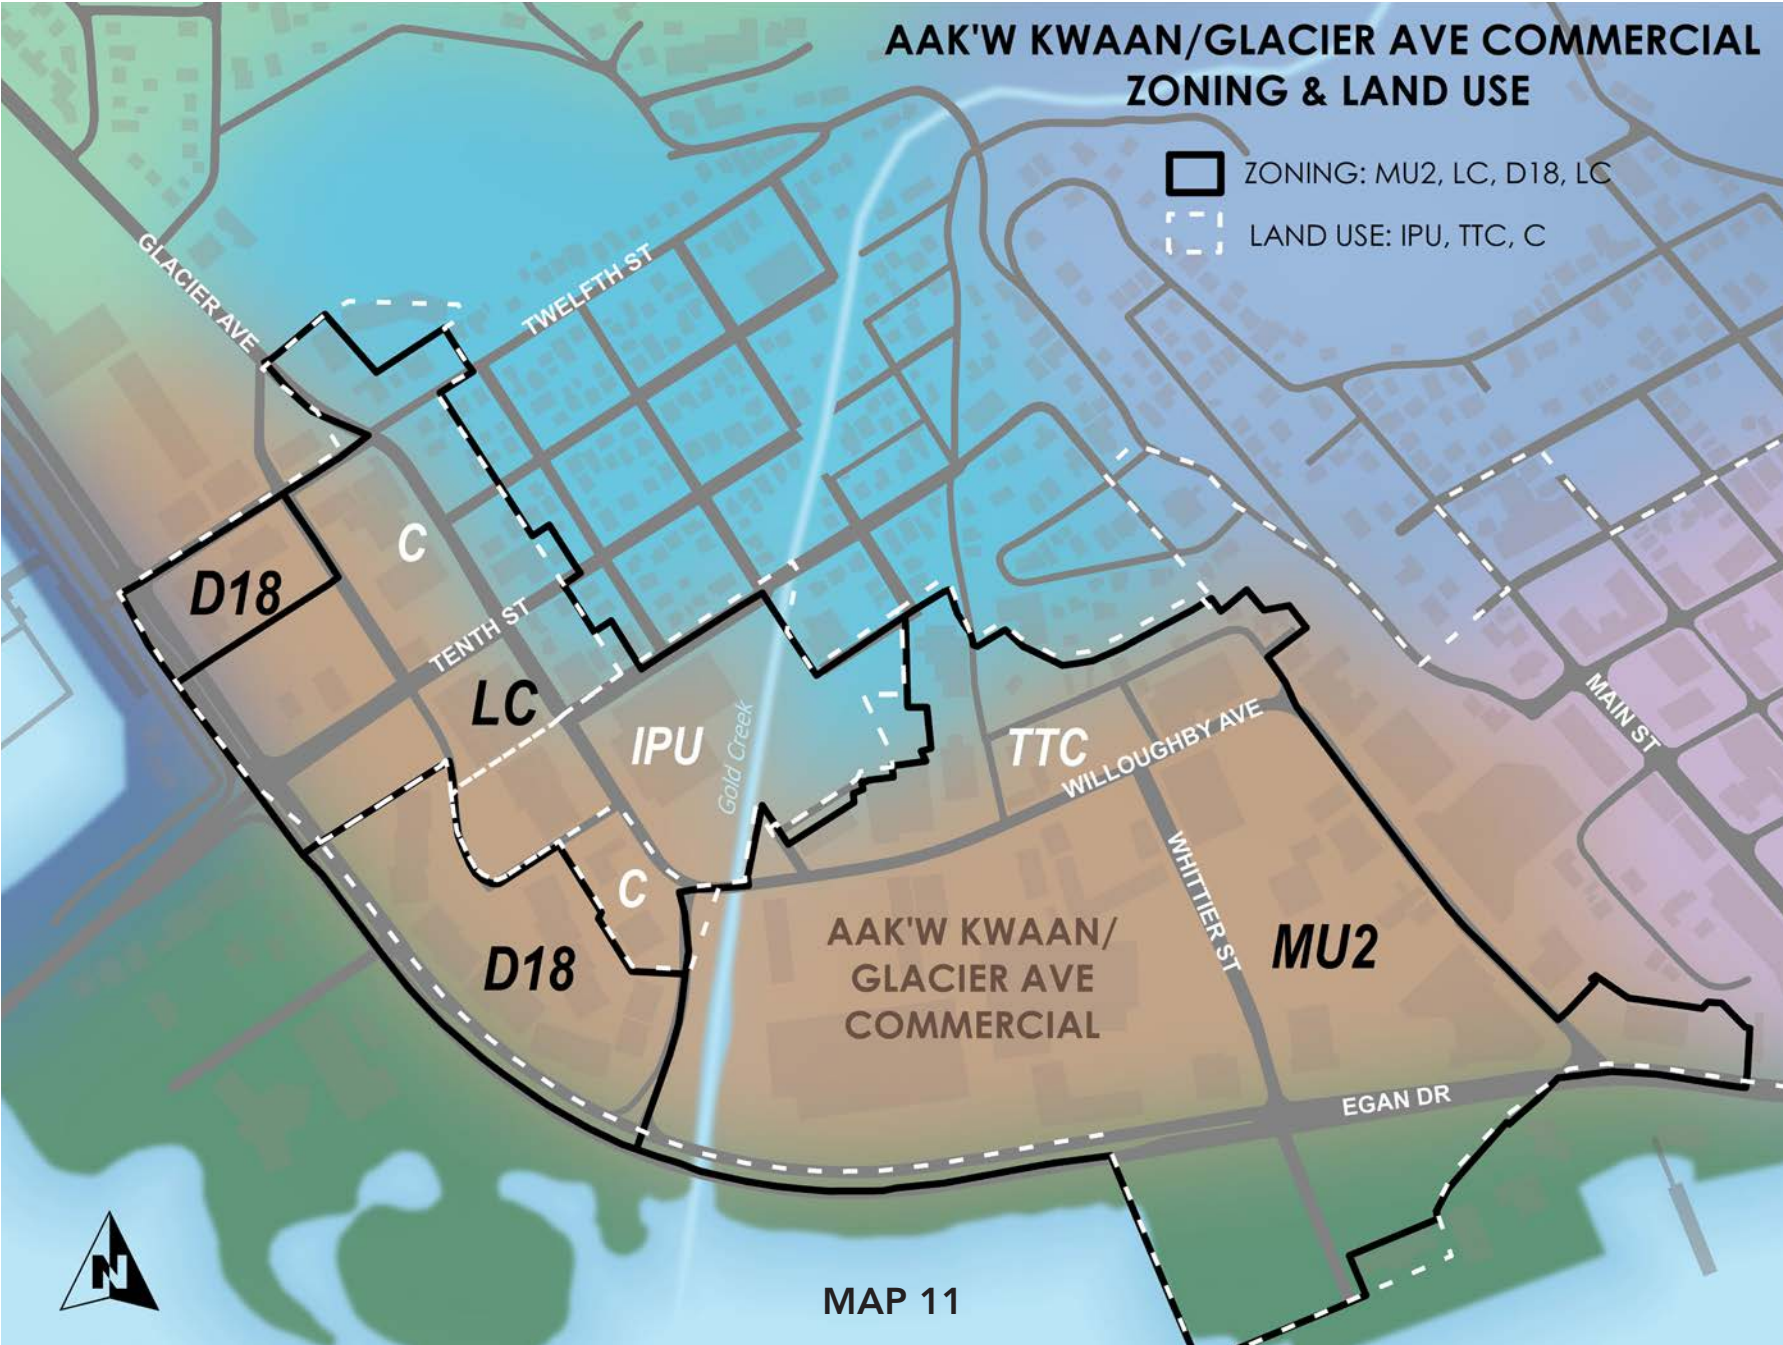 AAK'W KWAAN/GLACIER AVE COMMERCIAL
ZONING & LAND USE
ZONING: MU2, LC, D18, LC
LAND USE: IPU, TTC, C
GLACIER AVE
TWELFTH ST
C
D18
TENTH ST
LC
IPU
Gold Creek
TTC
WILLOUGHBY AVE
MAIN ST
C
WHITTIER ST
D18
AAK'W KWAAN/
GLACIER AVE
COMMERCIAL
MU2
EGAN DR
N
MAP 11